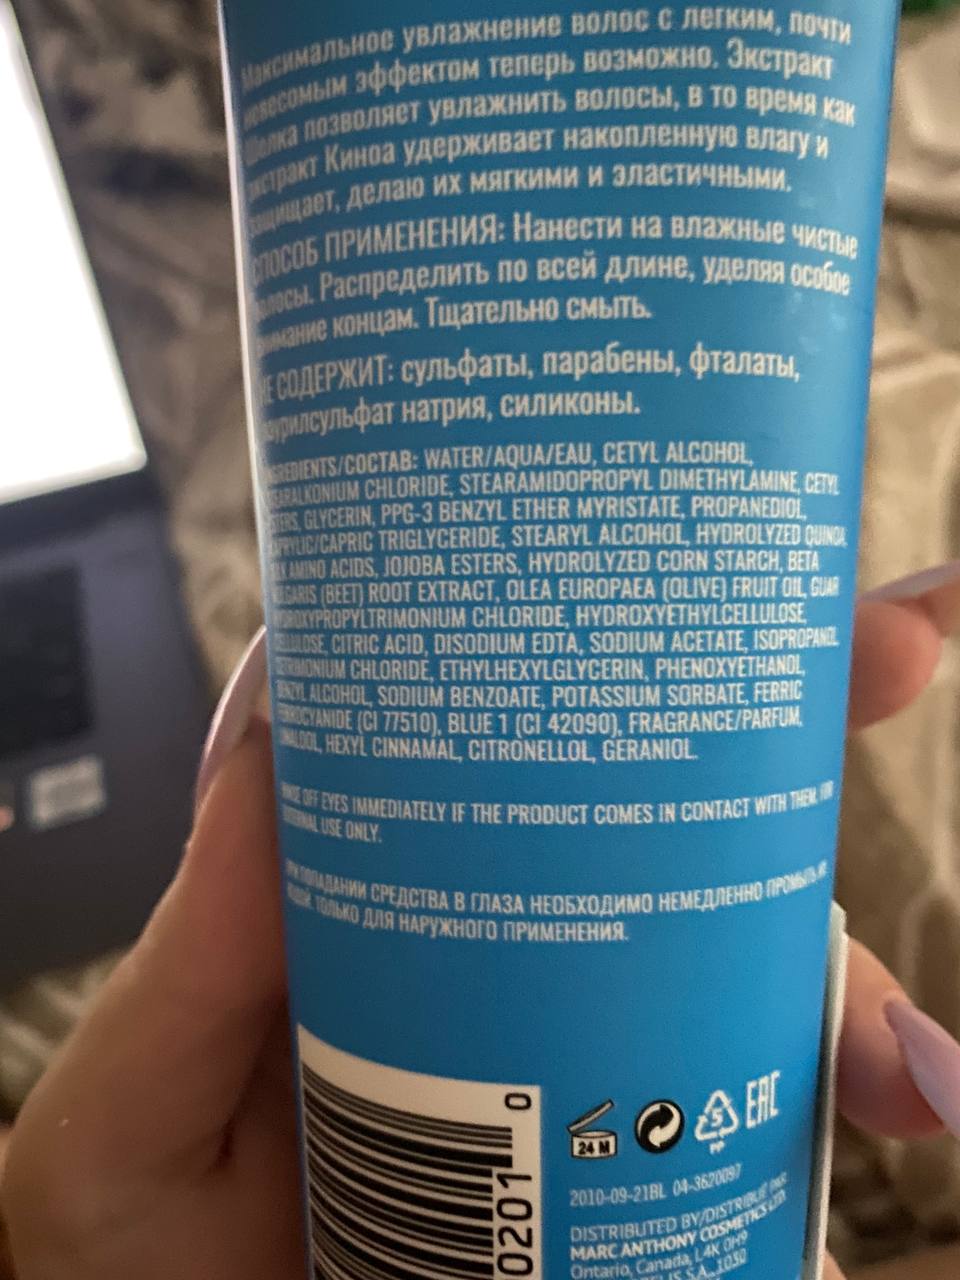 Максимальное увлажнение волос с легким, почти
невесомым эффектом теперь возможно. Экстракт
Шелка позволяет увлажнить волосы, в то время как
экстракт Киноа удерживает накопленную влагу и
защищает, делаю их мягкими и эластичными.
СПОСОБ ПРИМЕНЕНИЯ: Нанести на влажные чистые
волосы. Распределить по всей длине, уделяя особое
внимание концам. Тщательно смыть.
НЕ СОДЕРЖИТ: сульфаты, парабены, фталаты,
лаурилсульфат натрия, силиконы.
INGREDIENTS/СОСТАВ: WATER/AQUA/EAU, CETYL ALCOHOL,
STEARALKONIUM CHLORIDE, STEARAMIDOPROPYL DIMETHYLAMINE, CETYL
ESTERS, GLYCERIN, PPG-3 BENZYL ETHER MYRISTATE, PROPANEDIOL,
CAPRYLIC/CAPRIC TRIGLYCERIDE, STEARYL ALCOHOL, HYDROLYZED QUINOA,
SILK AMINO ACIDS, JOJOBA ESTERS, HYDROLYZED CORN STARCH, BETA
VULGARIS (BEET) ROOT EXTRACT, OLEA EUROPAEA (OLIVE) FRUIT OIL, GUAR
HYDROXYPROPYLTRIMONIUM CHLORIDE, HYDROXYETHYLCELLULOSE,
CELLULOSE, CITRIC ACID, DISODIUM EDTA, SODIUM ACETATE, ISOPROPANOL,
CETRIMONIUM CHLORIDE, ETHYLHEXYLGLYCERIN, PHENOXYETHANOL,
BENZYL ALCOHOL, SODIUM BENZOATE, POTASSIUM SORBATE, FERRIC
FERROCYANIDE (CI 77510), BLUE 1 (CI 42090), FRAGRANCE/PARFUM,
LINALOOL, HEXYL CINNAMAL, CITRONELLOL, GERANIOL.
RINSE OFF EYES IMMEDIATELY IF THE PRODUCT COMES IN CONTACT WITH THEM. FOR
EXTERNAL USE ONLY.
ПРИ ПОПАДАНИИ СРЕДСТВА В ГЛАЗА НЕОБХОДИМО НЕМЕДЛЕННО ПРОМЫТЬ ИХ
ВОДОЙ. ТОЛЬКО ДЛЯ НАРУЖНОГО ПРИМЕНЕНИЯ.
0201 0
24 M
5
PP
EAC
2010-09-21BL 04-3620097
DISTRIBUTED BY/DISTRIBUÉ PAR
MARC ANTHONY COSMETICS LTD.
Ontario, Canada, L4K 0H9
S.A., 1030